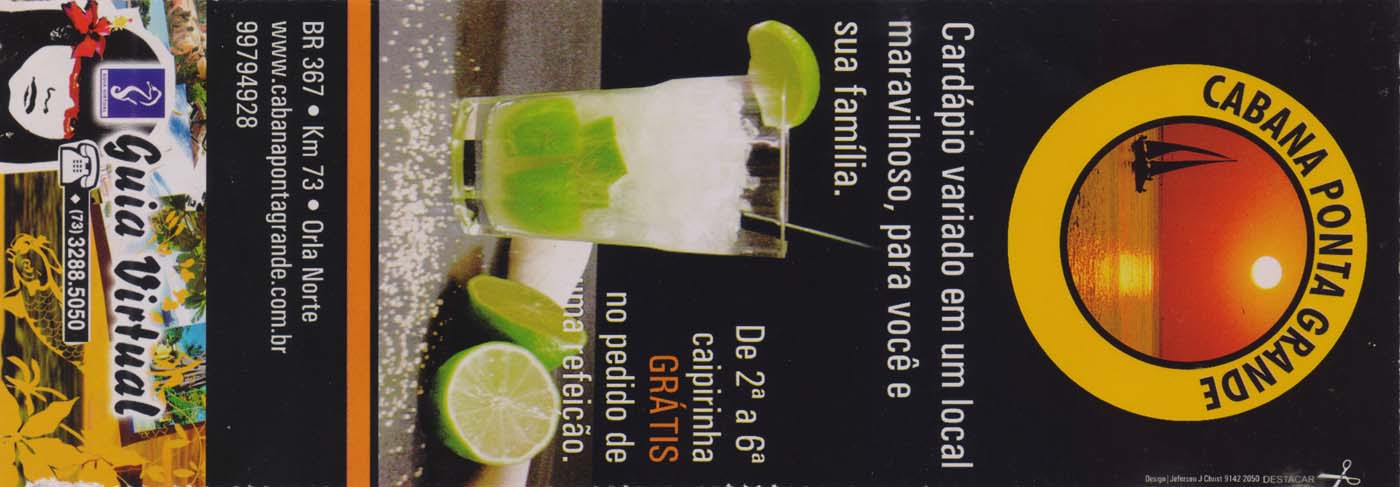 CABANA PONTA GRANDE
Cardápio variado em um local
maravilhoso, para você e
sua família.
De 2ª a 6ª
caipirinha
GRÁTIS
no pedido de
uma refeição.
BR 367 • Km 73 • Orla Norte
www.cabanapontagrande.com.br
99794928
Guia Virtual
(73) 3288.5050
Design | Jeferson J Christ 9142-2050 DESTACAR